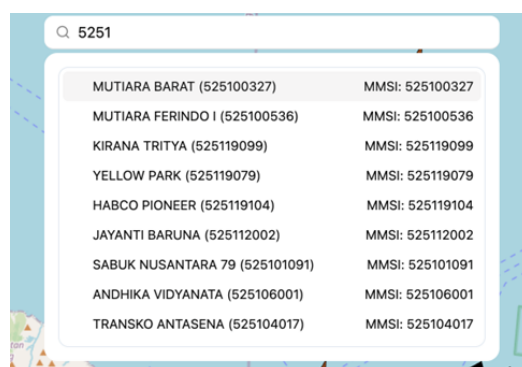 5251
MUTIARA BARAT (525100327) MMSI: 525100327
MUTIARA FERINDO I (525100536) MMSI: 525100536
KIRANA TRITYA (525119099) MMSI: 525119099
YELLOW PARK (525119079) MMSI: 525119079
HABCO PIONEER (525119104) MMSI: 525119104
JAYANTI BARUNA (525112002) MMSI: 525112002
SABUK NUSANTARA 79 (525101091) MMSI: 525101091
ANDHIKA VIDYANATA (525106001) MMSI: 525106001
TRANSKO ANTASENA (525104017) MMSI: 525104017